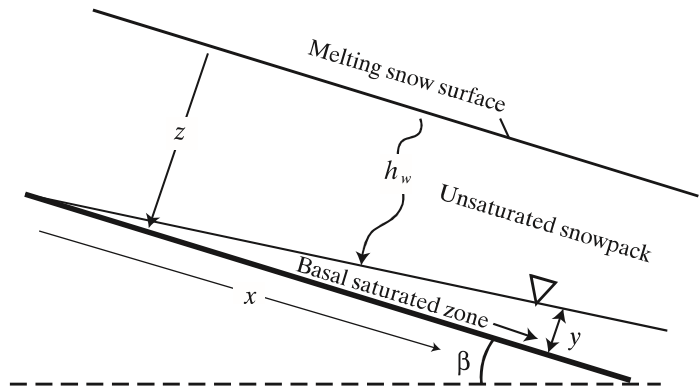 Melting snow surface
z
h_w
Unsaturated snowpack
Basal saturated zone
x
y
β